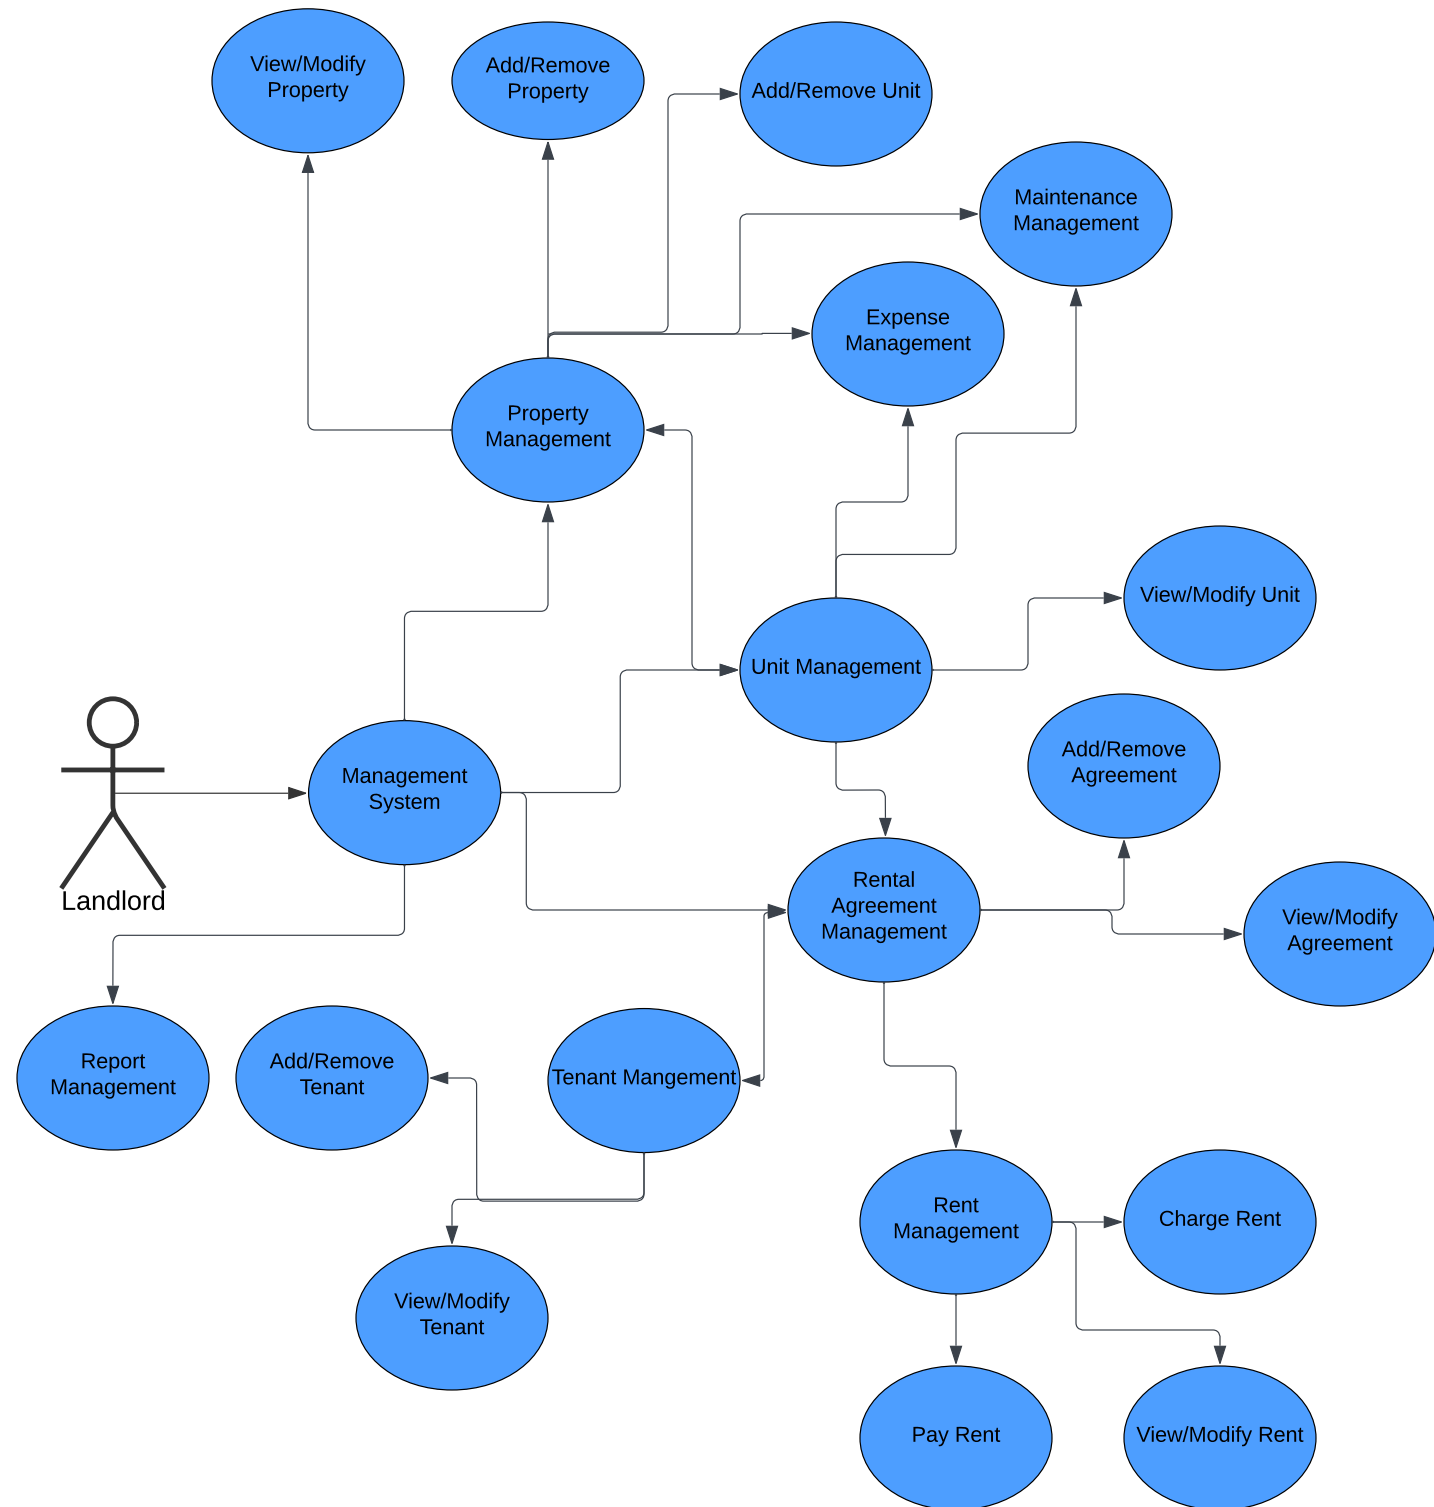 View/Modify
Property
Add/Remove
Property
Add/Remove Unit
Maintenance
Management
Expense
Management
Property
Management
View/Modify Unit
Unit Management
Add/Remove
Agreement
Management
System
Landlord
Rental
Agreement
Management
View/Modify
Agreement
Report
Management
Add/Remove
Tenant
Tenant Mangement
Rent
Management
Charge Rent
View/Modify
Tenant
Pay Rent
View/Modify Rent